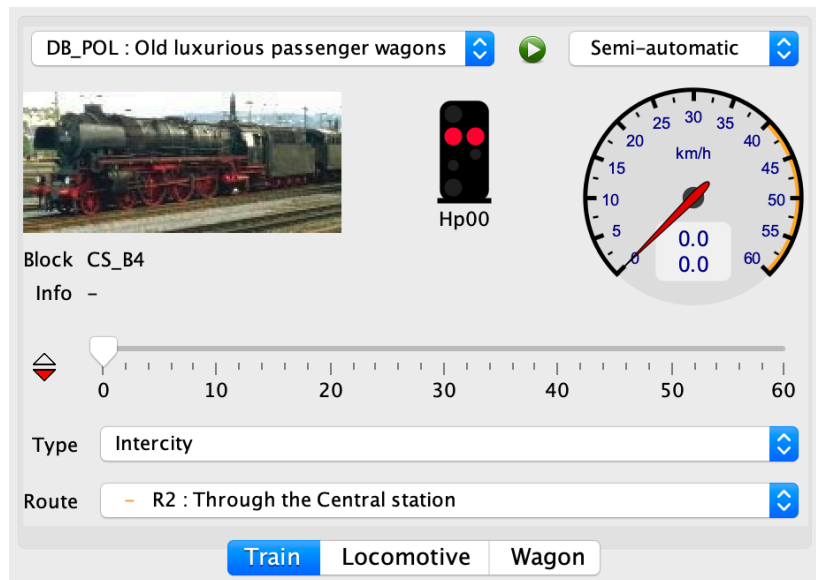 DB_POL : Old luxurious passenger wagons
Semi-automatic
Hp00
km/h
0
5
10
15
20
25
30
35
40
45
50
55
60
0.0
0.0
Block CS_B4
Info –
0 10 20 30 40 50 60
Type Intercity
Route – R2 : Through the Central station
Train Locomotive Wagon